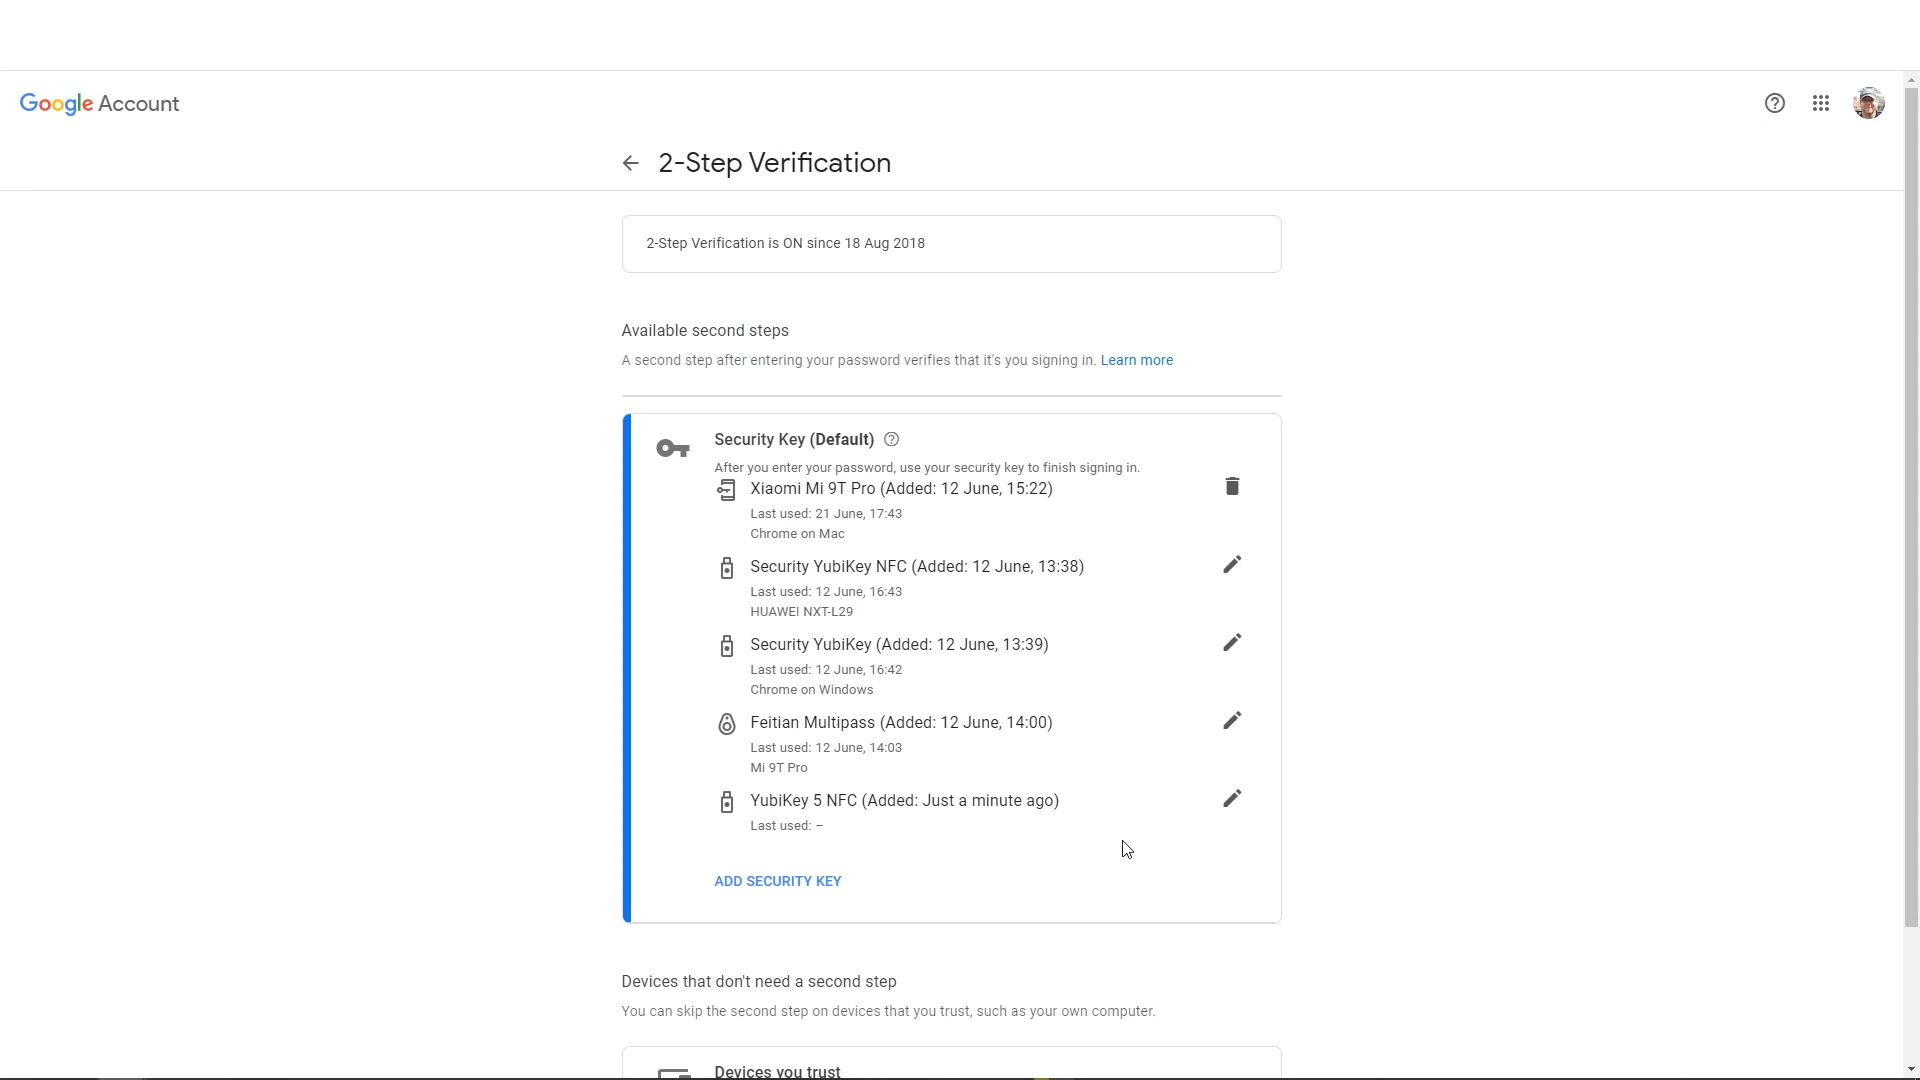 Google Account
2-Step Verification
2-Step Verification is ON since 18 Aug 2018
Available second steps
A second step after entering your password verifies that it's you signing in. Learn more
Security Key (Default)
After you enter your password, use your security key to finish signing in.
Xiaomi Mi 9T Pro (Added: 12 June, 15:22)
Last used: 21 June, 17:43
Chrome on Mac
Security YubiKey NFC (Added: 12 June, 13:38)
Last used: 12 June, 16:43
HUAWEI NXT-L29
Security YubiKey (Added: 12 June, 13:39)
Last used: 12 June, 16:42
Chrome on Windows
Feitian Multipass (Added: 12 June, 14:00)
Last used: 12 June, 14:03
Mi 9T Pro
YubiKey 5 NFC (Added: Just a minute ago)
Last used: –
ADD SECURITY KEY
Devices that don't need a second step
You can skip the second step on devices that you trust, such as your own computer.
Devices you trust